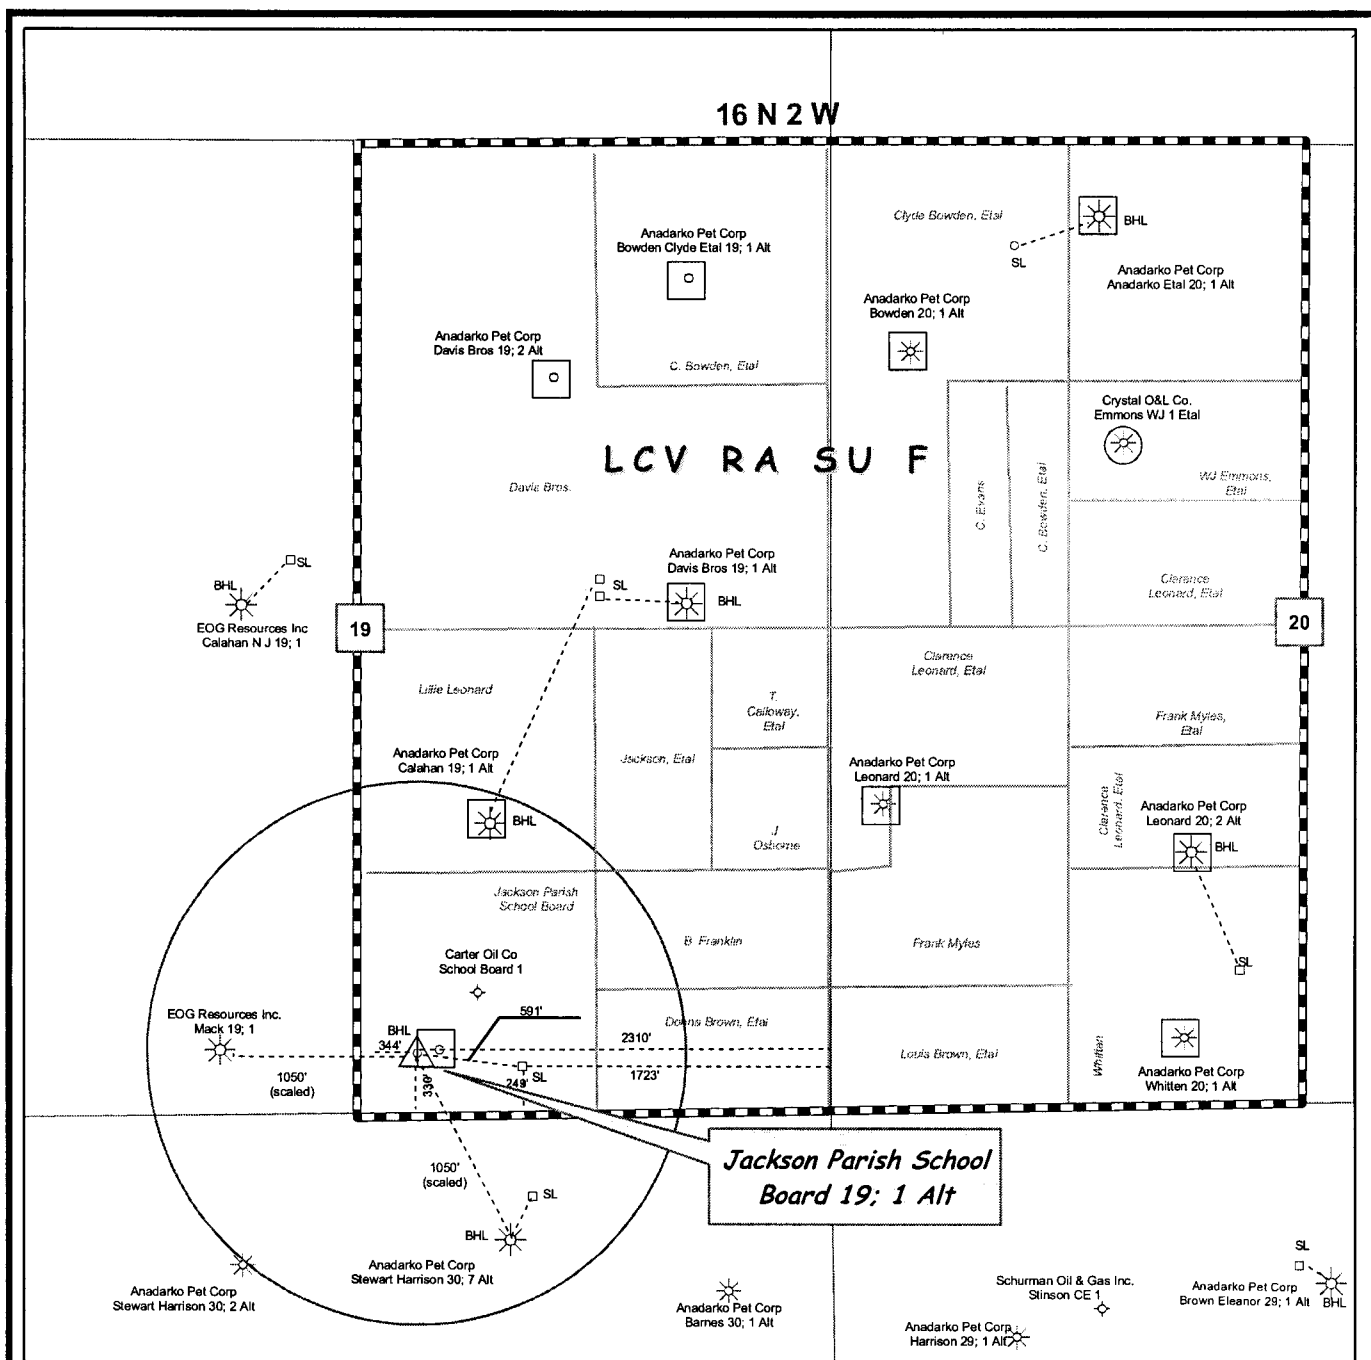 16 N 2 W
Clyde Bowden, Etal
BHL
SL
Anadarko Pet Corp
Bowden Clyde Etal 19; 1 Alt
Anadarko Pet Corp
Anadarko Etal 20; 1 Alt
Anadarko Pet Corp
Bowden 20; 1 Alt
Anadarko Pet Corp
Davis Bros 19; 2 Alt
C. Bowden, Etal
Crystal O&L Co.
Emmons WJ 1 Etal
LCV RA SU F
Davis Bros.
C. Evans
C. Bowden, Etal
WJ Emmons,
Etal
Anadarko Pet Corp
Davis Bros 19; 1 Alt
SL
BHL
SL
BHL
Clarence
Leonard, Etal
EOG Resources Inc
Calahan N J 19; 1
19
20
Lillie Leonard
Clarence
Leonard, Etal
T.
Calloway,
Etal
Frank Myles,
Etal
Jackson, Etal
Anadarko Pet Corp
Calahan 19; 1 Alt
Anadarko Pet Corp
Leonard 20; 1 Alt
BHL
J
Osborne
Clarence
Leonard, Etal
Anadarko Pet Corp
Leonard 20; 2 Alt
BHL
Jackson Parish
School Board
B. Franklin
Frank Myles
Carter Oil Co
School Board 1
SL
EOG Resources Inc.
Mack 19; 1
591'
Donna Brown, Etal
BHL
344'
2310'
Louis Brown, Etal
Whitten
1050'
(scaled)
330'
249'
SL
1723'
Anadarko Pet Corp
Whitten 20; 1 Alt
Jackson Parish School
Board 19; 1 Alt
1050'
(scaled)
SL
BHL
Anadarko Pet Corp
Stewart Harrison 30; 7 Alt
Anadarko Pet Corp
Stewart Harrison 30; 2 Alt
Anadarko Pet Corp
Barnes 30; 1 Alt
Schurman Oil & Gas Inc.
Stinson CE 1
Anadarko Pet Corp
Harrison 29; 1 Alt
SL
Anadarko Pet Corp
Brown Eleanor 29; 1 Alt
BHL